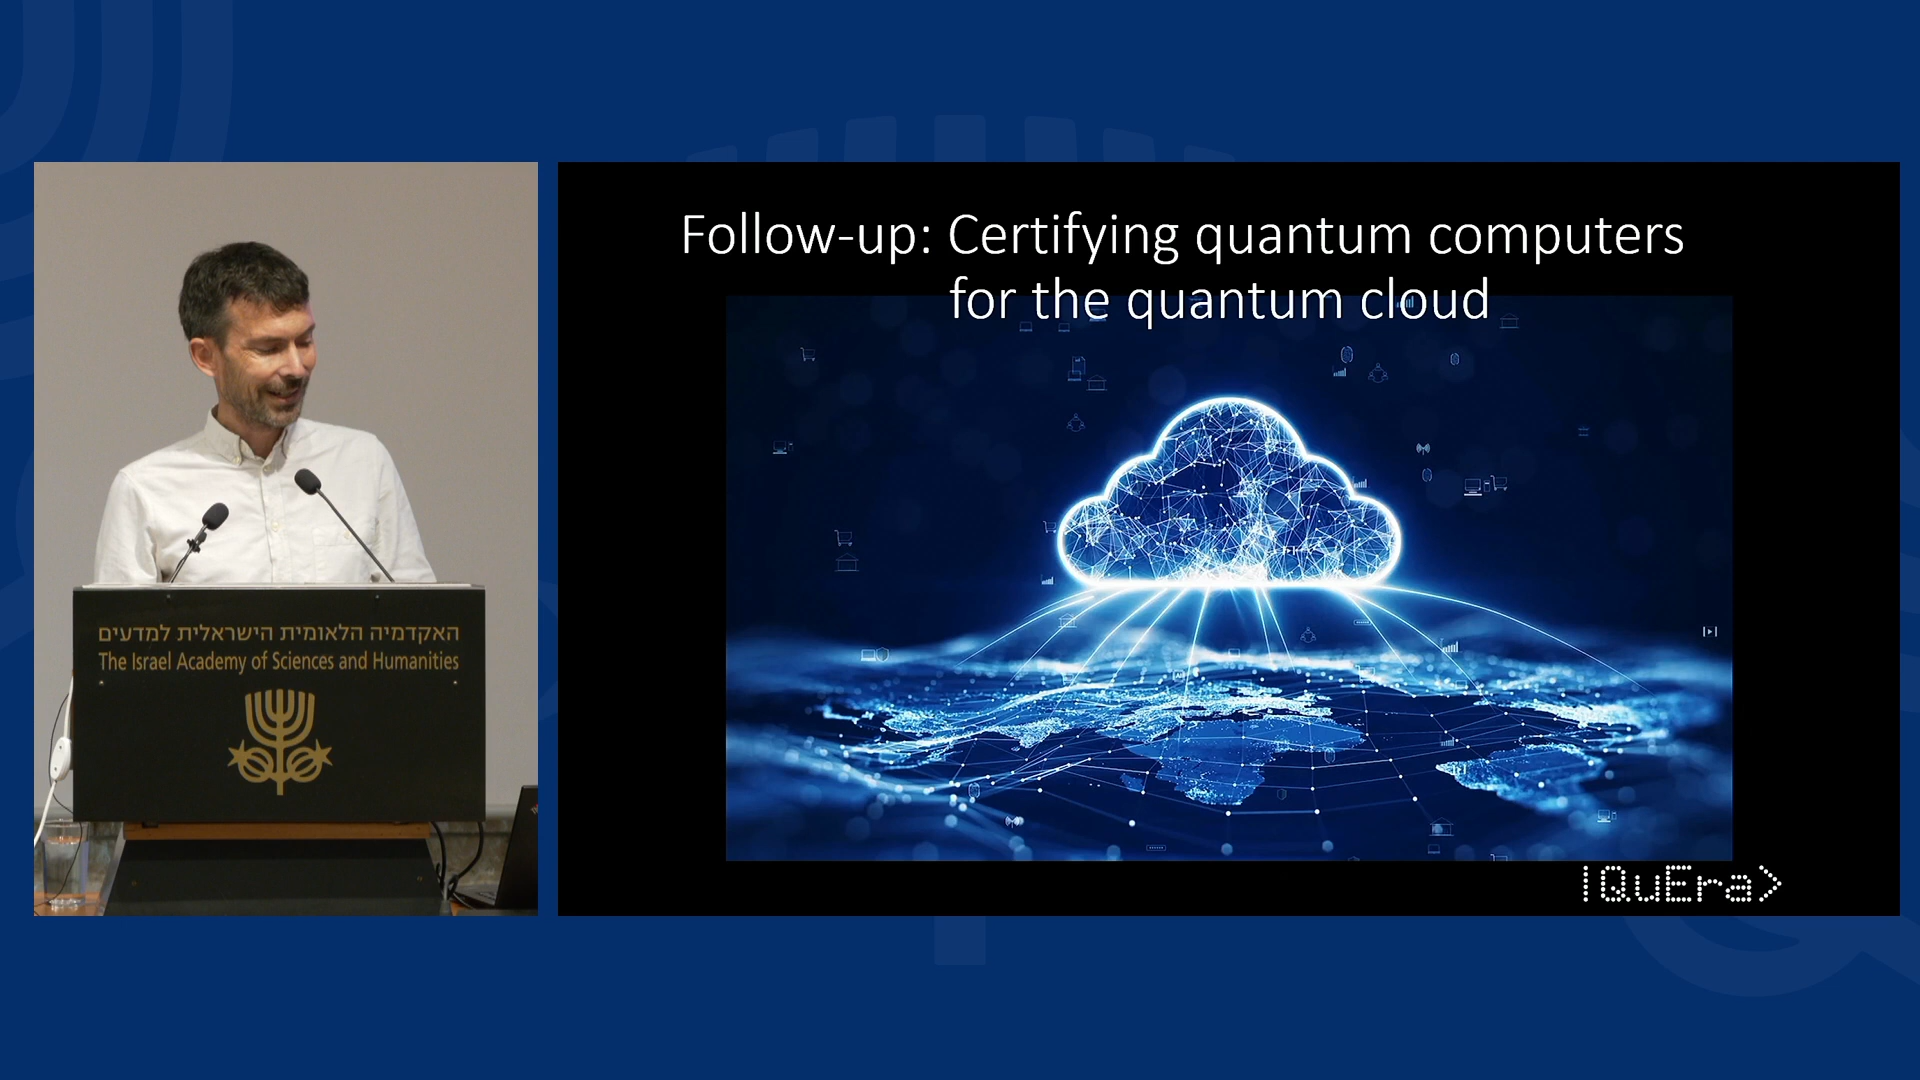 Follow-up: Certifying quantum computers
for the quantum cloud
האקדמיה הלאומית הישראלית למדעים
The Israel Academy of Sciences and Humanities
|QuEra>